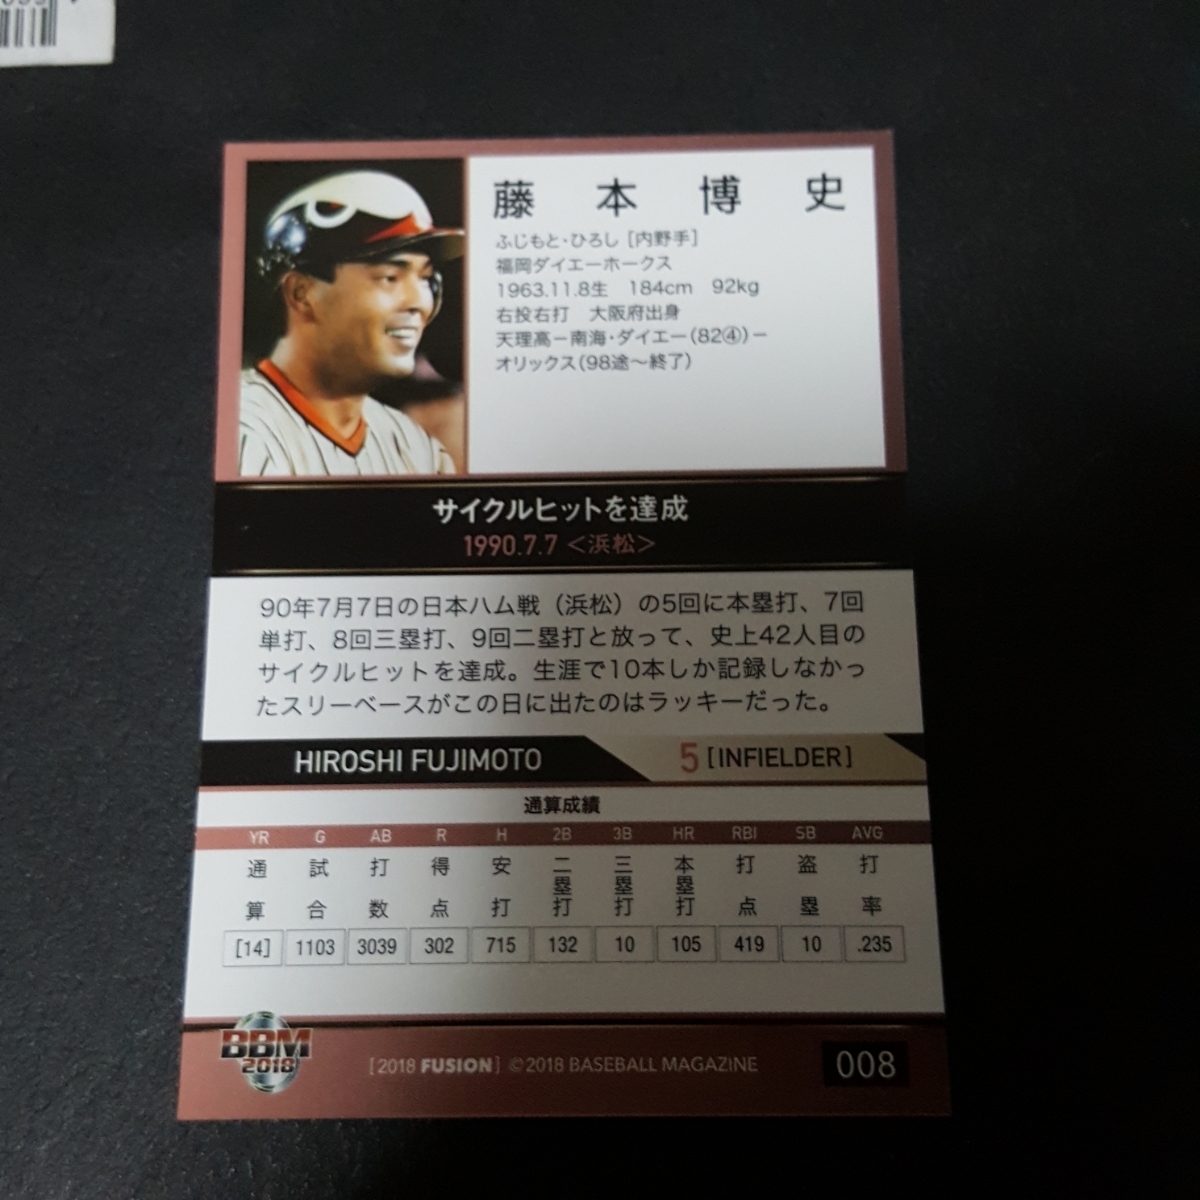 藤本博史
ふじもと・ひろし [内野手]
福岡ダイエーホークス
1963.11.8生 184cm 92kg
右投右打 大阪府出身
天理高－南海・ダイエー(82④)－
オリックス(98途～終了)
サイクルヒットを達成
1990.7.7 <浜松>
90年7月7日の日本ハム戦（浜松）の5回に本塁打、7回
単打、8回三塁打、9回二塁打と放って、史上42人目の
サイクルヒットを達成。生涯で10本しか記録しなかっ
たスリーベースがこの日に出たのはラッキーだった。
HIROSHI FUJIMOTO 5 [INFIELDER]
通算成績
YR G AB R H 2B 3B HR RBI SB AVG
通算 試合 打数 得点 安打 二塁打 三塁打 本塁打 打点 盗塁 打率
[14] 1103 3039 302 715 132 10 105 419 10 .235
BBM
2018
[2018 FUSION] ©2018 BASEBALL MAGAZINE 008